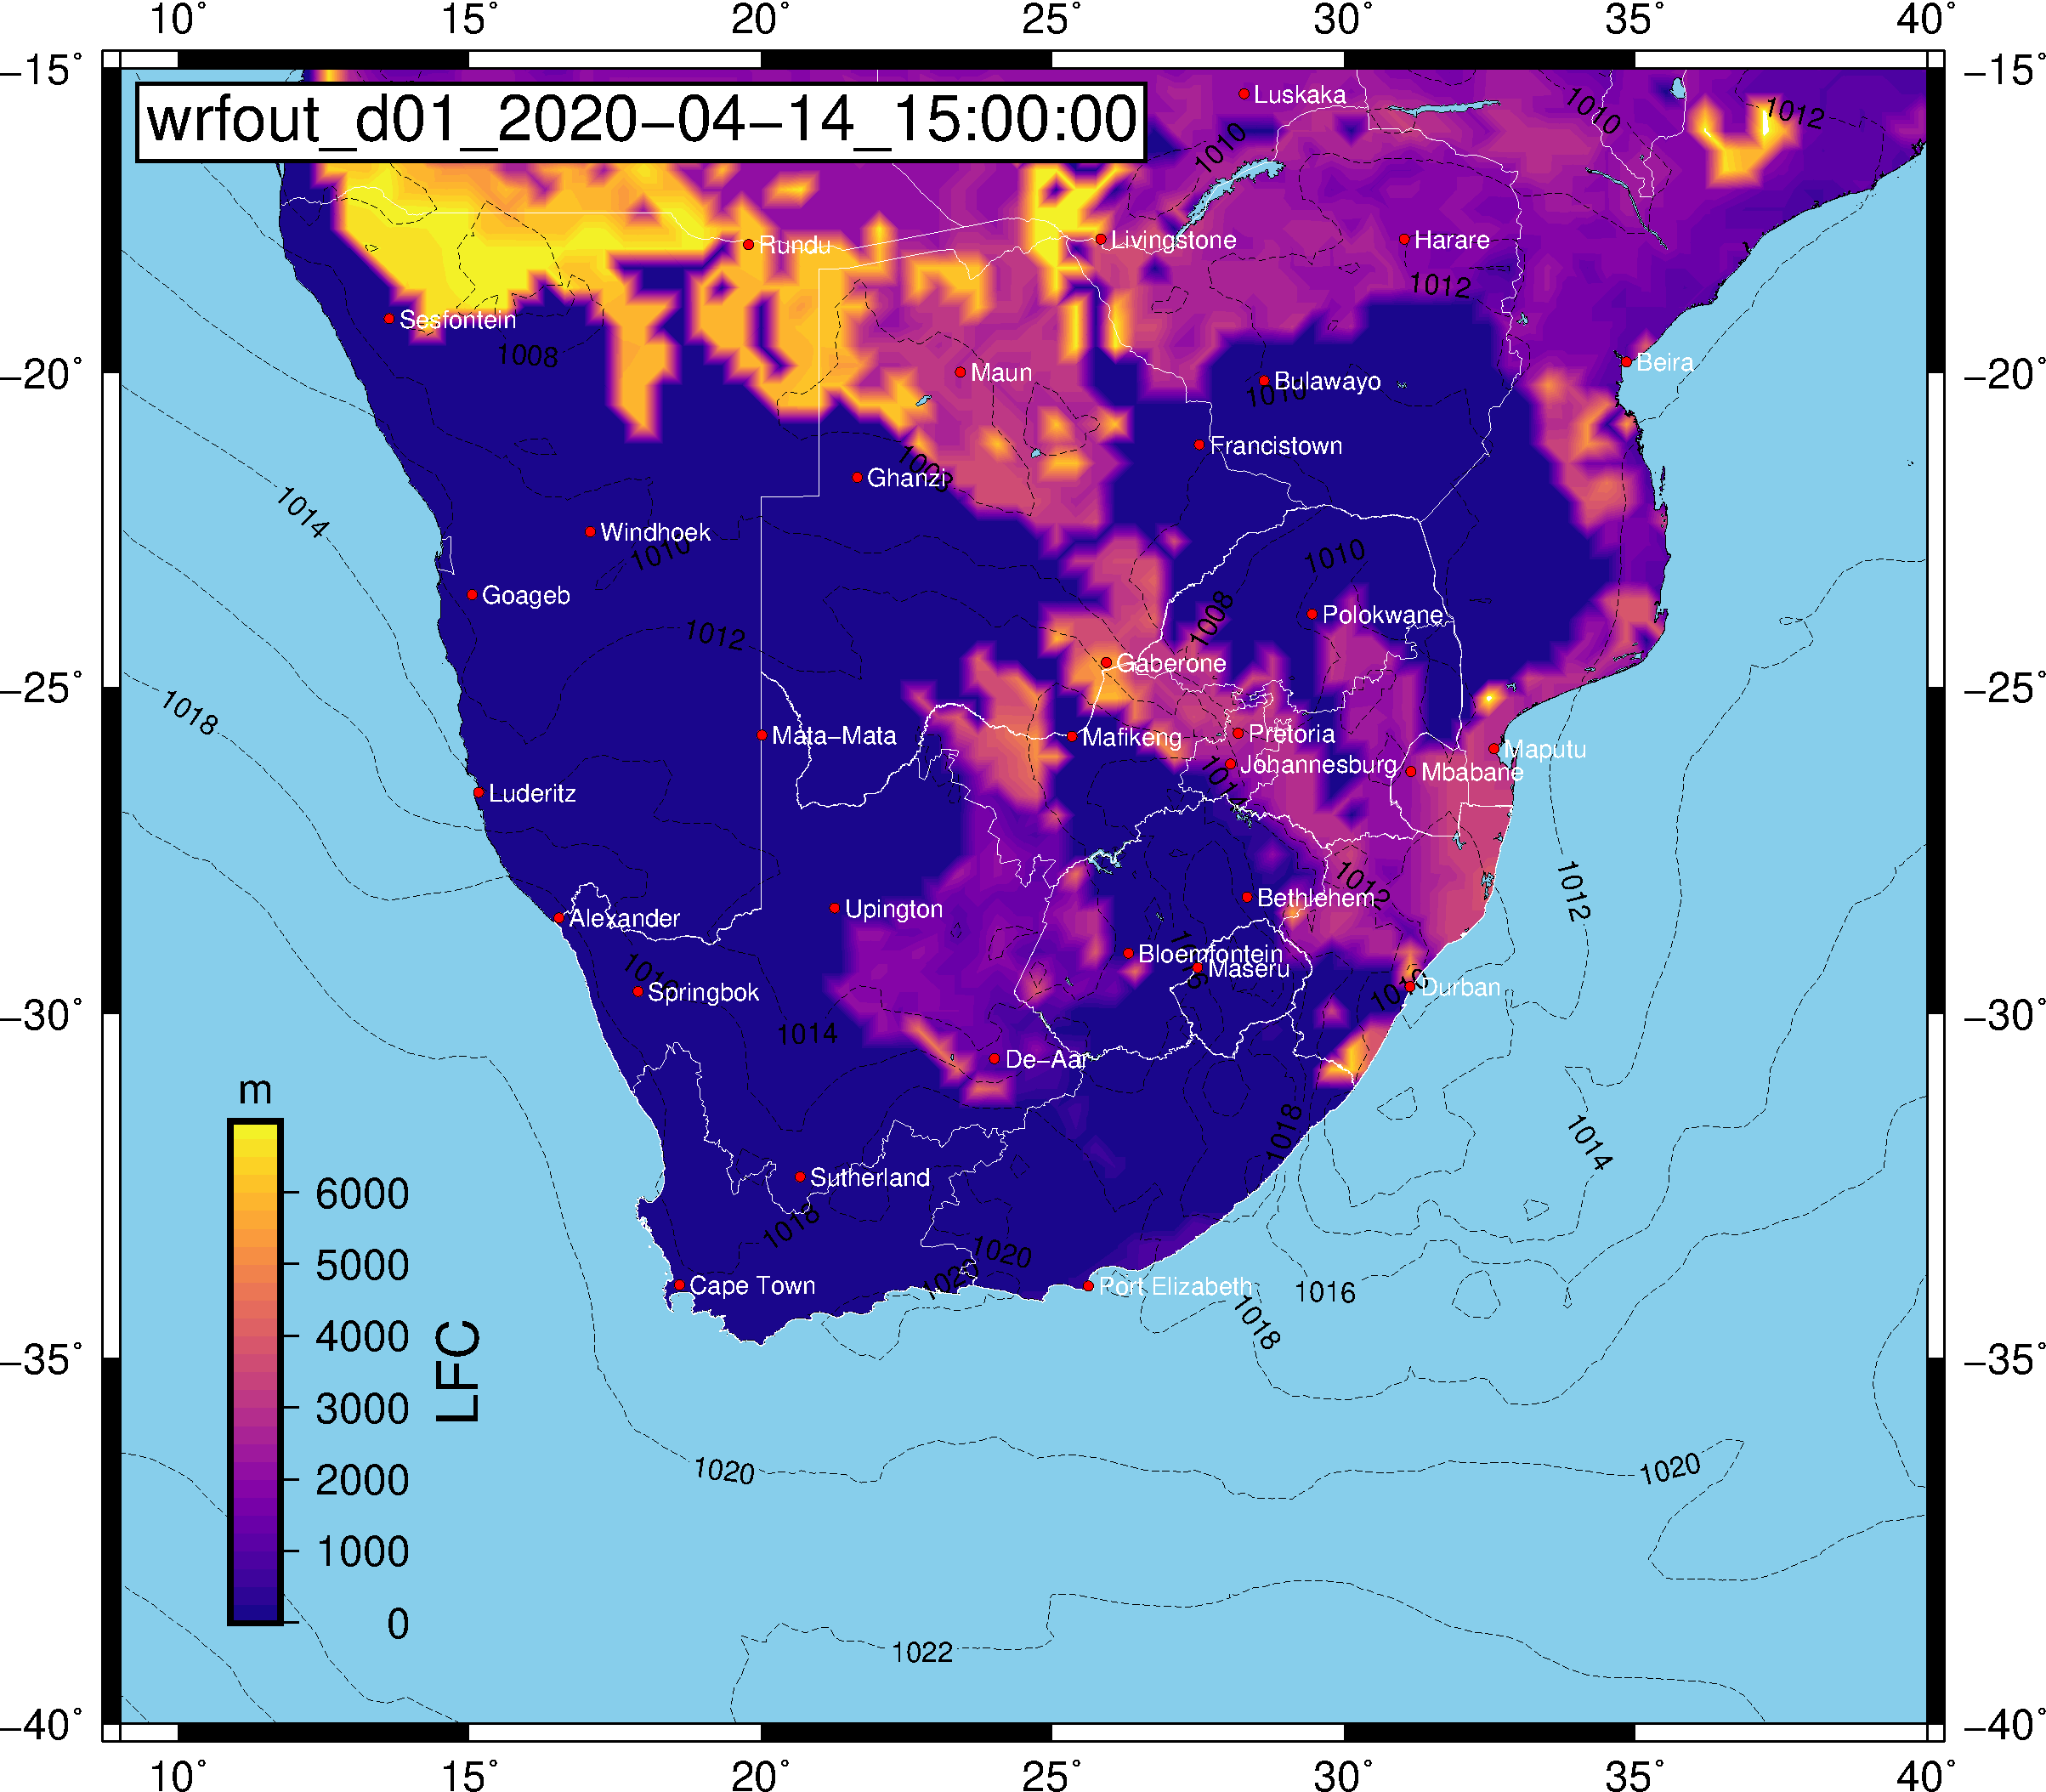 10° 15° 20° 25° 30° 35° 40°
−15° −15°
wrfout_d01_2020−04−14_15:00:00
Luskaka
1010
1012
1010
Rundu
Livingstone
Harare
1012
Sesfontein
1008
−20° −20°
Maun
Bulawayo
1010
Beira
Francistown
1008
Ghanzi
1014
Windhoek
1010
1010
Goageb
1008
Polokwane
1012
Gaberone
−25° −25°
1018
Mata−Mata
Mafikeng
Pretoria
Maputu
Johannesburg
Mbabane
1014
Luderitz
1012
1012
Bethlehem
Upington
Alexander
Bloemfontein
Maseru
1016
Springbok
Durban
−30° −30°
1014
De−Aar
m
1018
1014
Sutherland
6000
1018
5000
1020
1020
Cape Town
Port Elizabeth
1016
1018
4000
LFC
−35° −35°
3000
2000
1020
1020
1000
0
1022
−40° −40°
10° 15° 20° 25° 30° 35° 40°